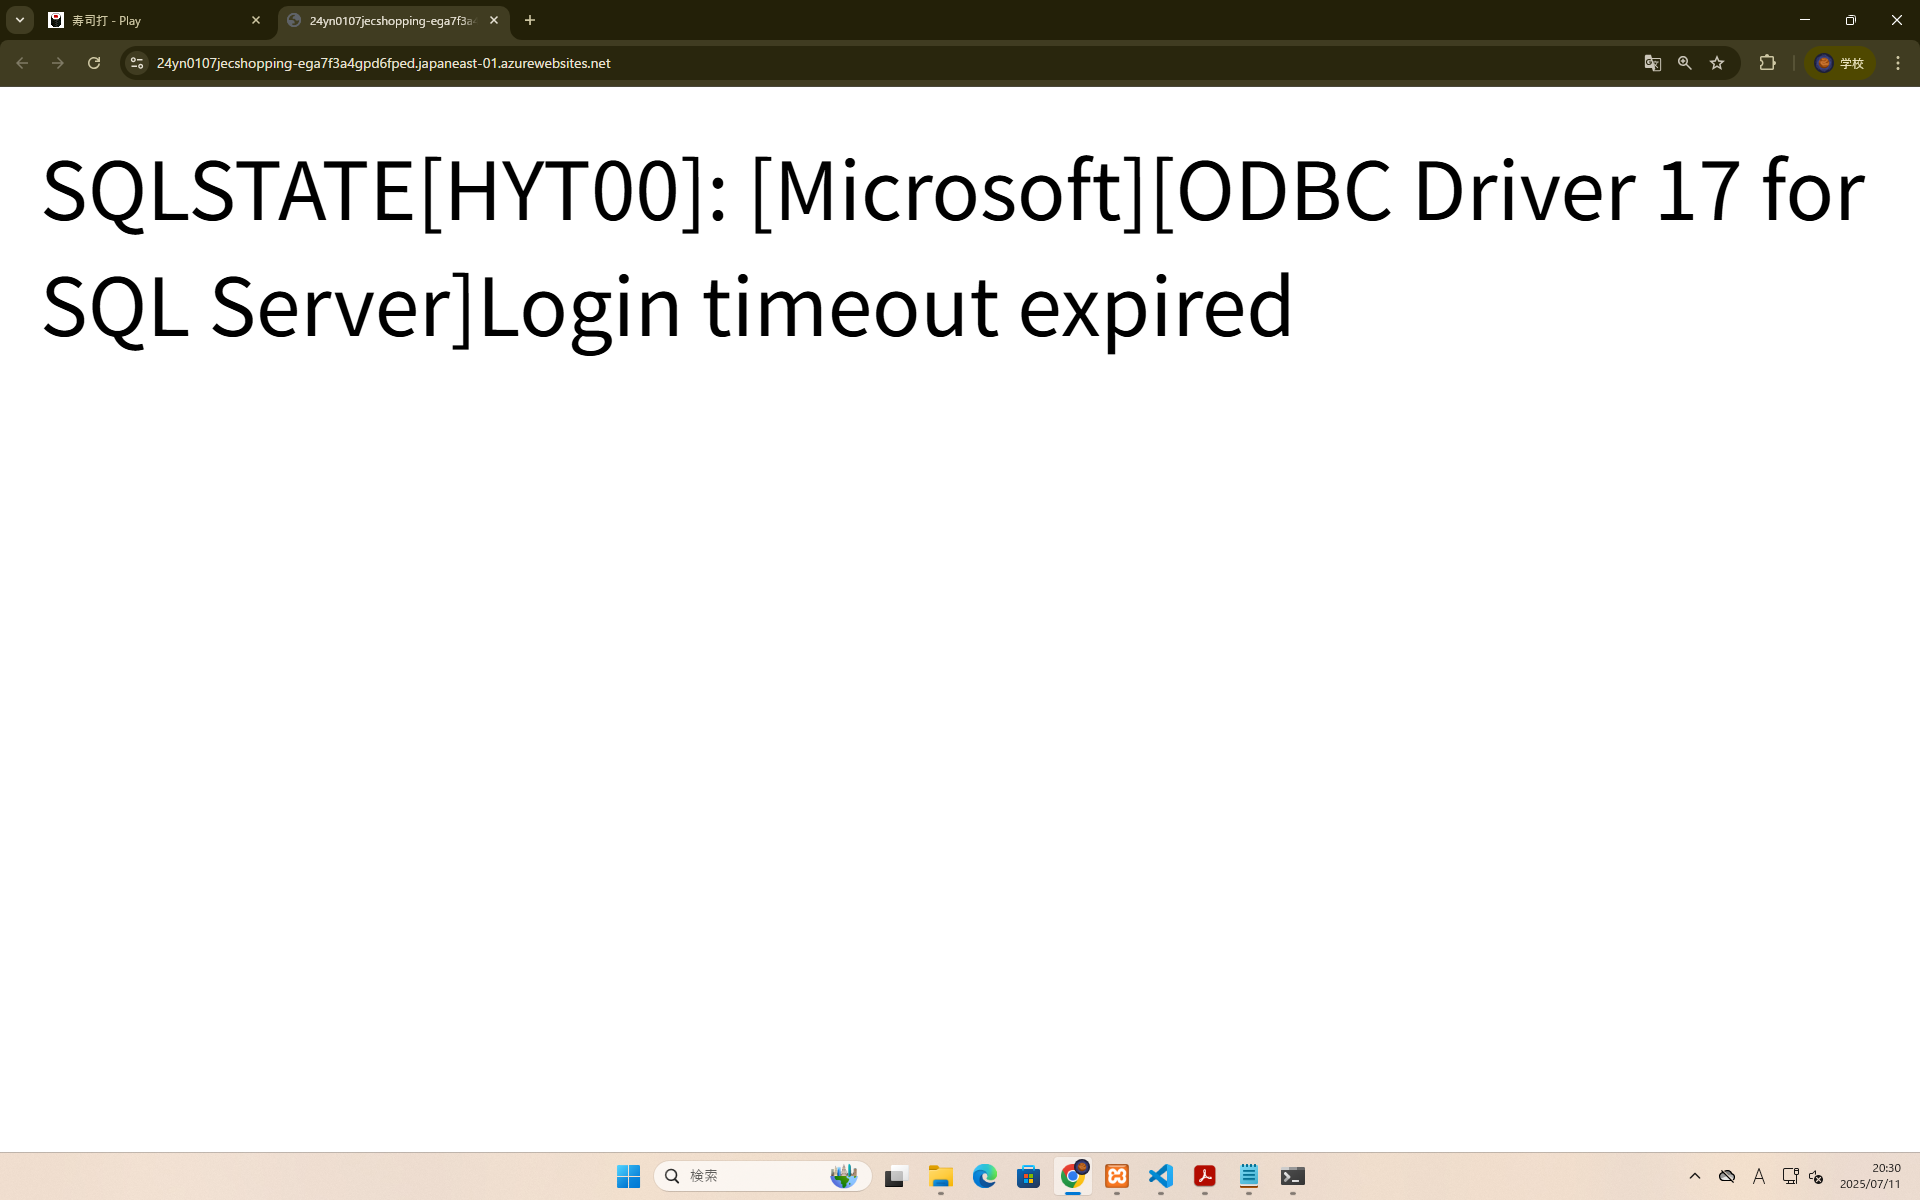 寿司打 - Play
24yn0107jecshopping-ega7f3a4
24yn0107jecshopping-ega7f3a4gpd6fped.japaneast-01.azurewebsites.net
学校
SQLSTATE[HYT00]: [Microsoft][ODBC Driver 17 for
SQL Server]Login timeout expired
検索
A
20:30
2025/07/11